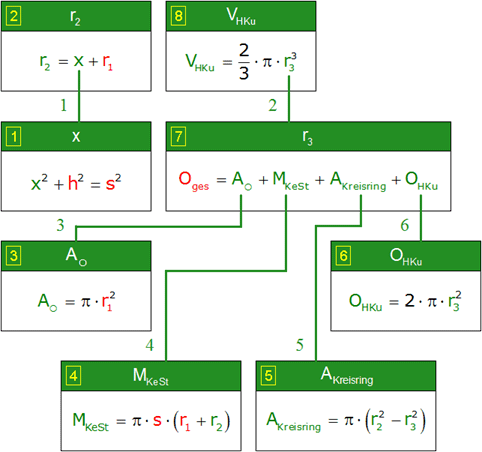 2 r₂
r₂ = x + r₁
8 V_HKu
V_HKu = 2/3 · π · r₃³
1
2
1 x
x² + h² = s²
7 r₃
O_ges = A_○ + M_KeSt + A_Kreisring + O_HKu
3
6
3 A_○
A_○ = π · r₁²
6 O_HKu
O_HKu = 2 · π · r₃²
4
5
4 M_KeSt
M_KeSt = π · s · (r₁ + r₂)
5 A_Kreisring
A_Kreisring = π · (r₂² − r₃²)